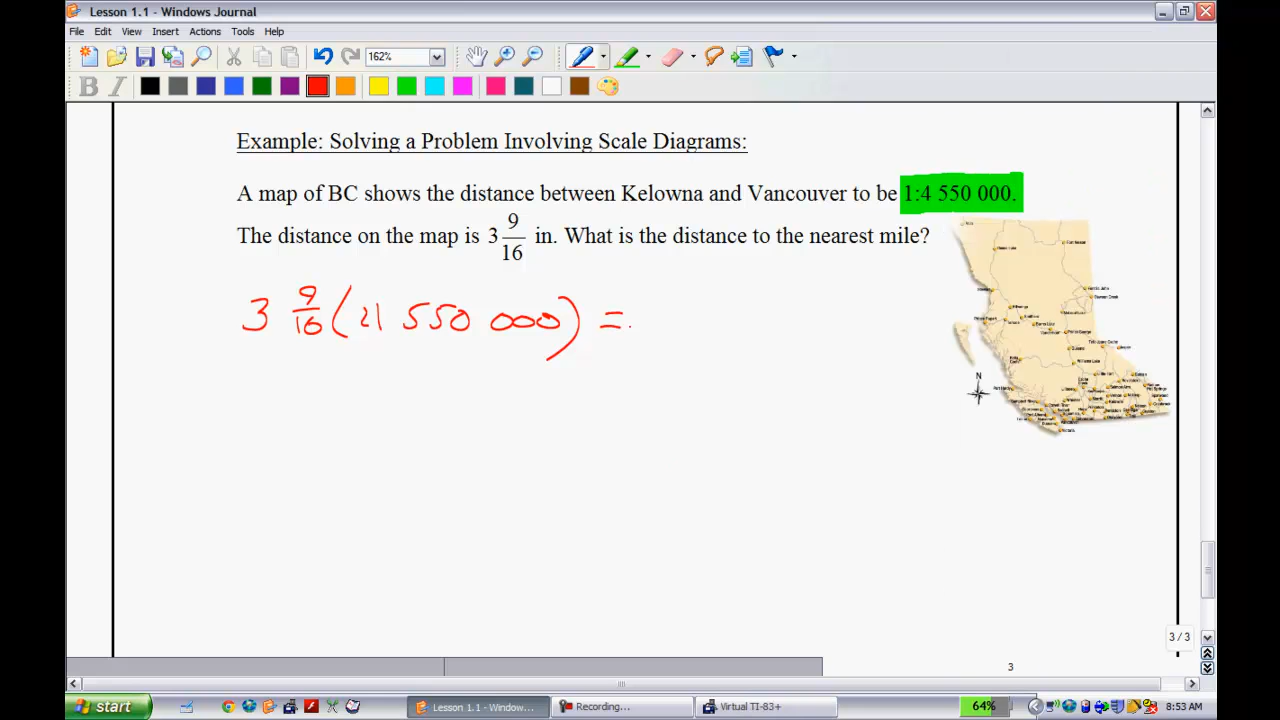 Lesson 1.1 - Windows Journal
File Edit View Insert Actions Tools Help
162%
B I
Example: Solving a Problem Involving Scale Diagrams:
A map of BC shows the distance between Kelowna and Vancouver to be 1:4 550 000.
The distance on the map is 3 9/16 in. What is the distance to the nearest mile?
3 9/16 (4 550 000) =
N
3 / 3
3
start Lesson 1.1 - Window... Recording... Virtual TI-83+ 64% 8:53 AM